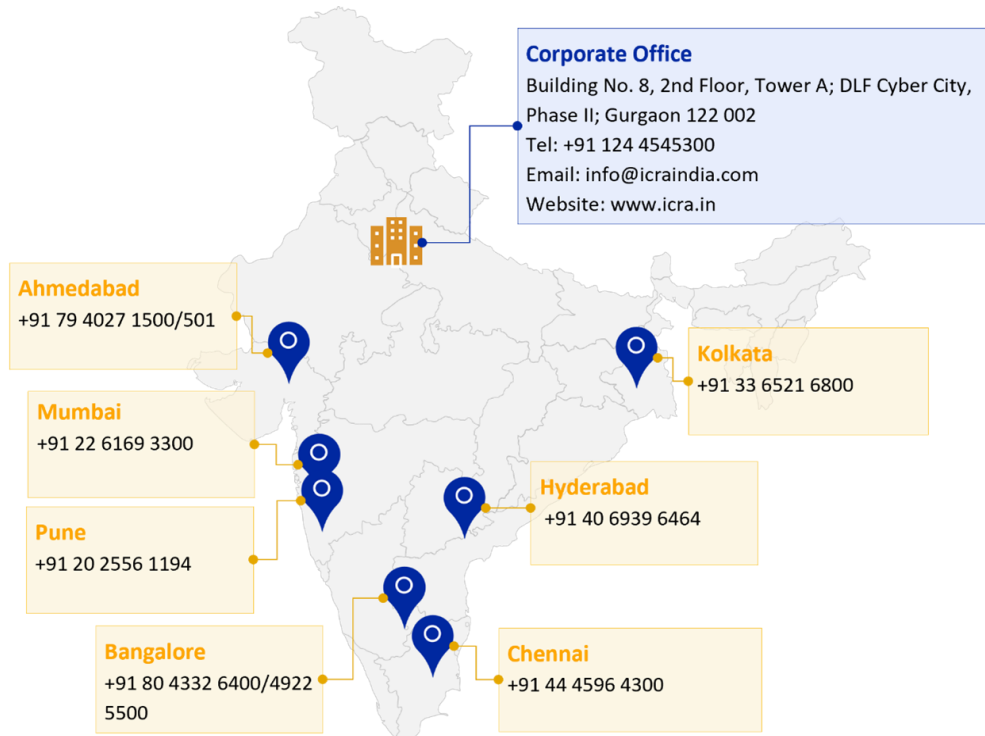 Corporate Office
Building No. 8, 2nd Floor, Tower A; DLF Cyber City,
Phase II; Gurgaon 122 002
Tel: +91 124 4545300
Email: info@icraindia.com
Website: www.icra.in
Ahmedabad
+91 79 4027 1500/501
Kolkata
+91 33 6521 6800
Mumbai
+91 22 6169 3300
Hyderabad
+91 40 6939 6464
Pune
+91 20 2556 1194
Bangalore
+91 80 4332 6400/4922
5500
Chennai
+91 44 4596 4300